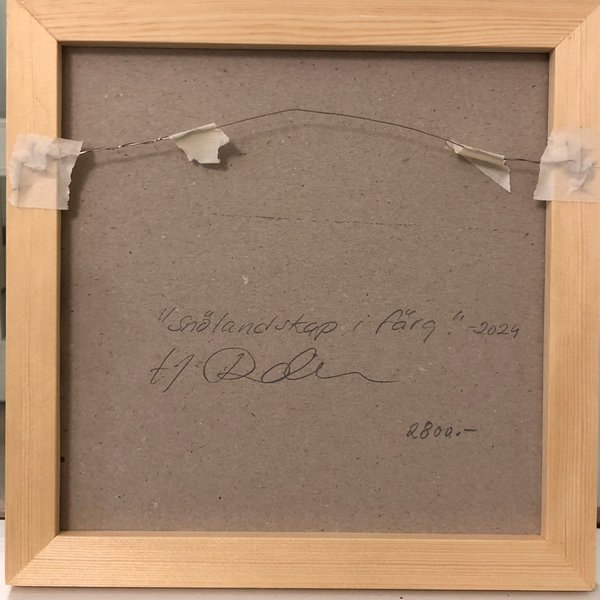 "snölandskap i färg." -2024
2800.-